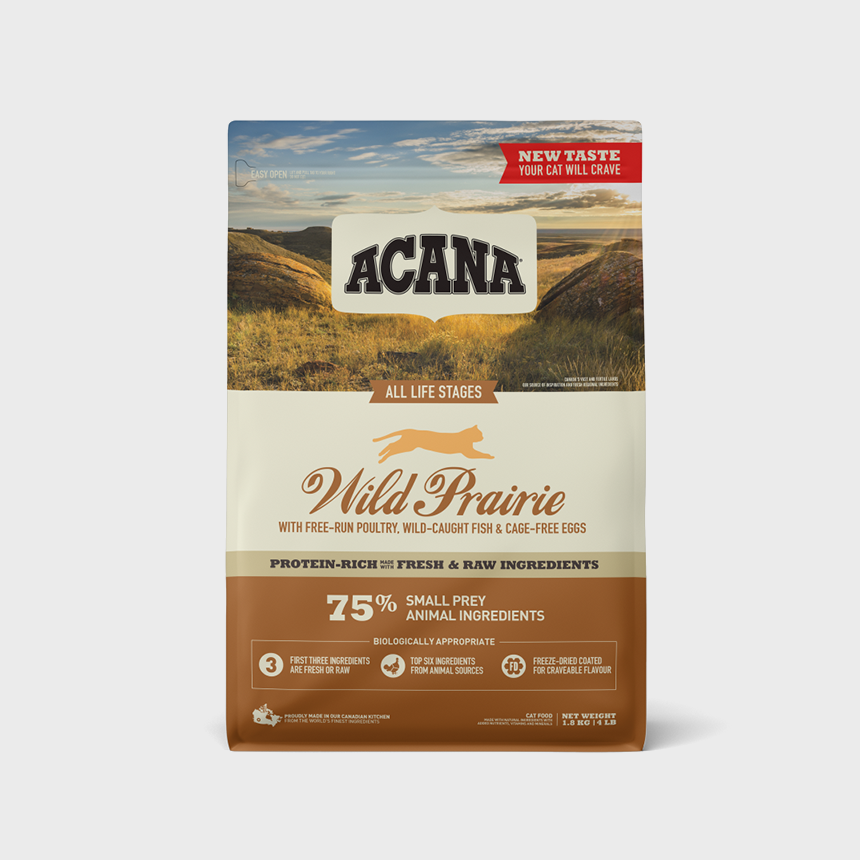 NEW TASTE
YOUR CAT WILL CRAVE
EASY OPEN
ACANA
ALL LIFE STAGES
Wild Prairie
WITH FREE-RUN POULTRY, WILD-CAUGHT FISH & CAGE-FREE EGGS
PROTEIN-RICH MADE WITH FRESH & RAW INGREDIENTS
75% SMALL PREY
ANIMAL INGREDIENTS
BIOLOGICALLY APPROPRIATE
3 FIRST THREE INGREDIENTS
ARE FRESH OR RAW
TOP SIX INGREDIENTS
FROM ANIMAL SOURCES
FD FREEZE-DRIED COATED
FOR CRAVEABLE FLAVOUR
PROUDLY MADE IN OUR CANADIAN KITCHEN
FROM THE WORLD'S FINEST INGREDIENTS
CAT FOOD
NET WEIGHT
1.8 KG | 4 LB